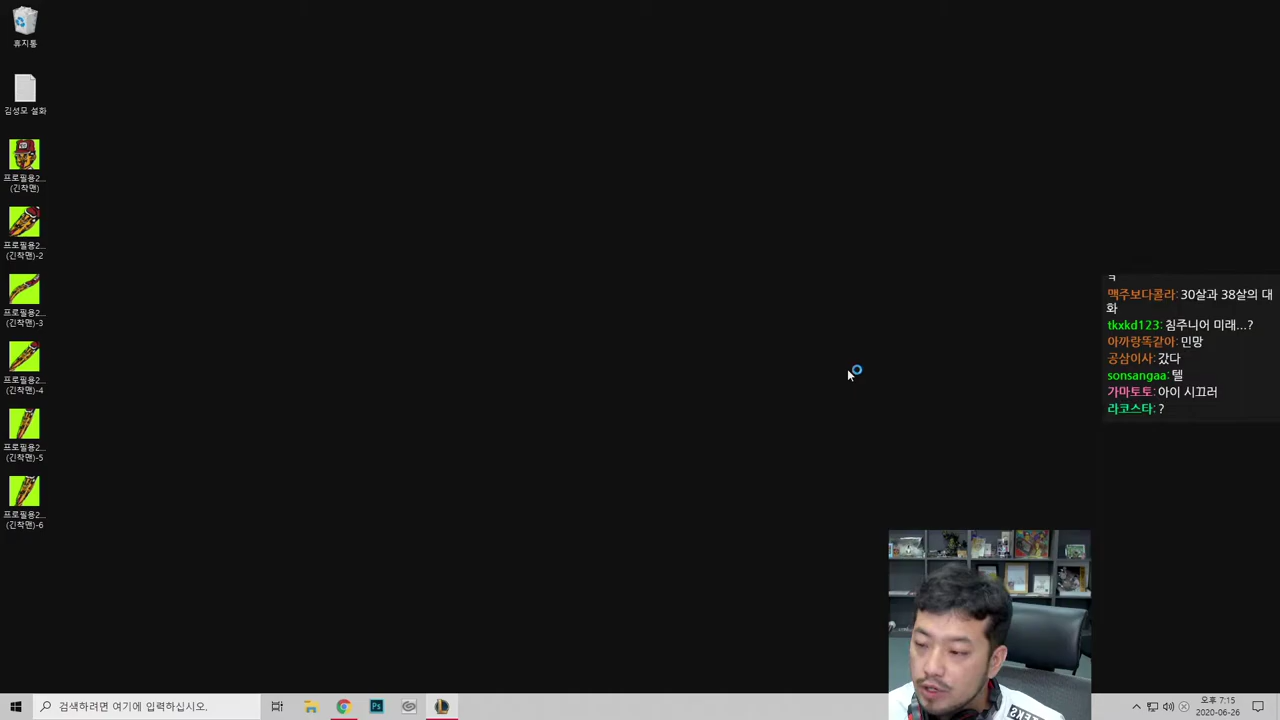 휴지통
김성모 설화
프로필용2...
(긴착맨)
프로필용2...
(긴착맨)-2
프로필용2...
(긴착맨)-3
프로필용2...
(긴착맨)-4
프로필용2...
(긴착맨)-5
프로필용2...
(긴착맨)-6
ㅋ
맥주보다콜라: 30살과 38살의 대
화
tkxkd123: 침주니어 미래...?
아까랑똑같아: 민망
공삼이사: 갔다
sonsangaa: 텔
가마토토: 아이 시끄러
라코스타: ?
검색하려면 여기에 입력하십시오.
Ps
오후 7:15
2020-06-26